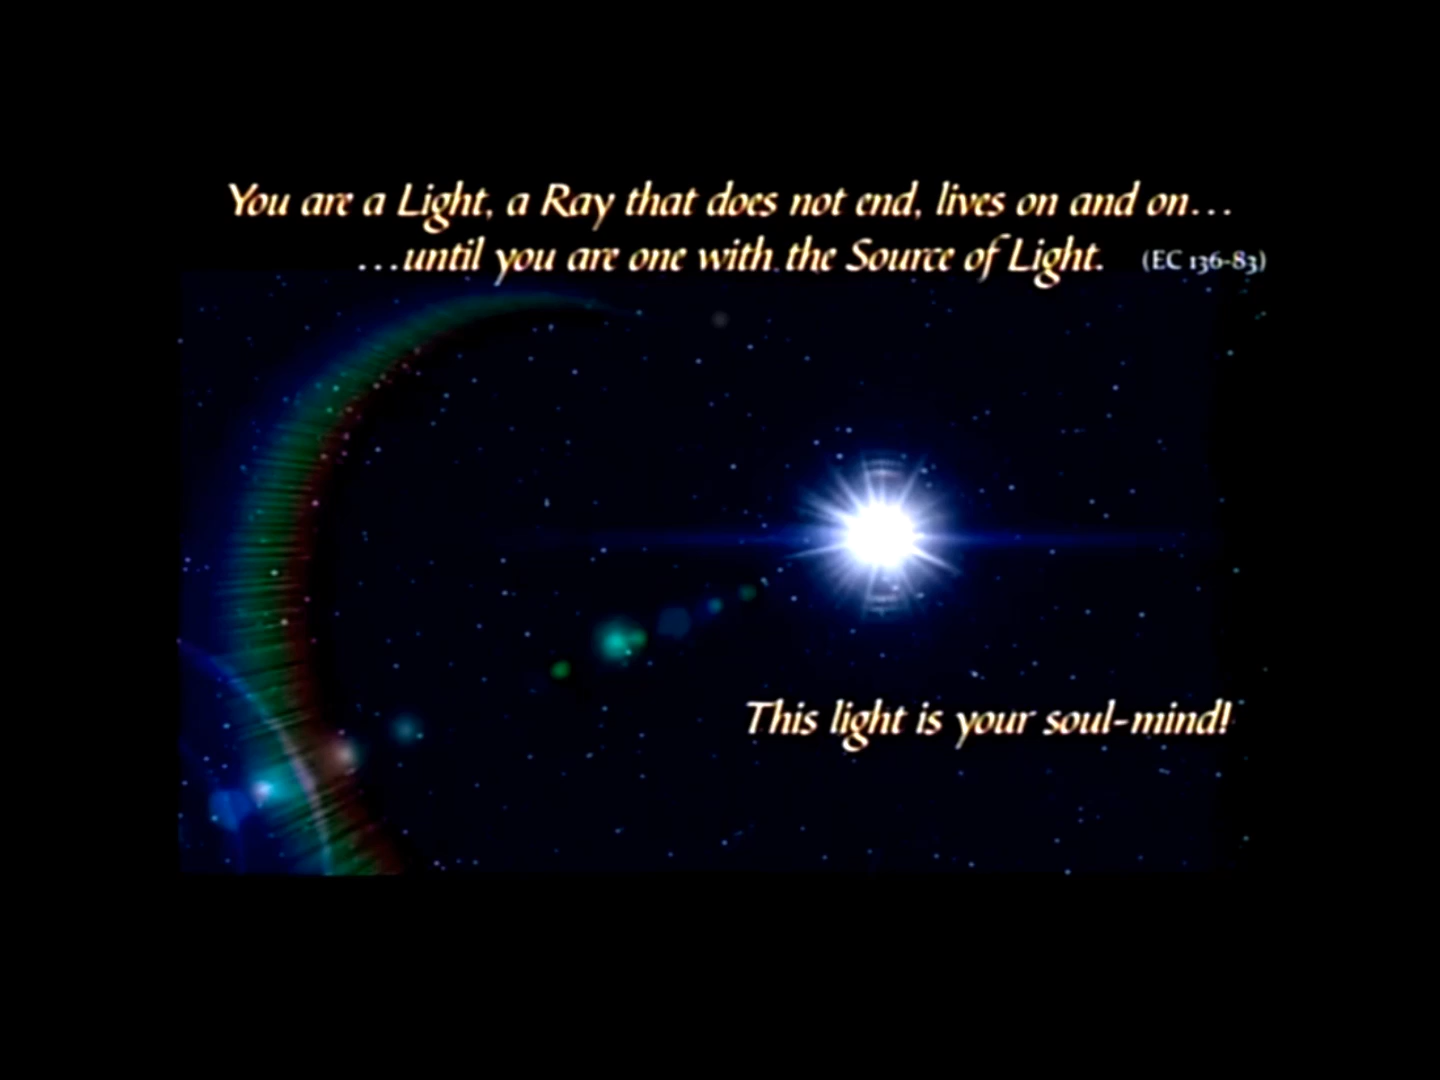 You are a Light, a Ray that does not end, lives on and on...
...until you are one with the Source of Light. (EC 136-83)
This light is your soul-mind!